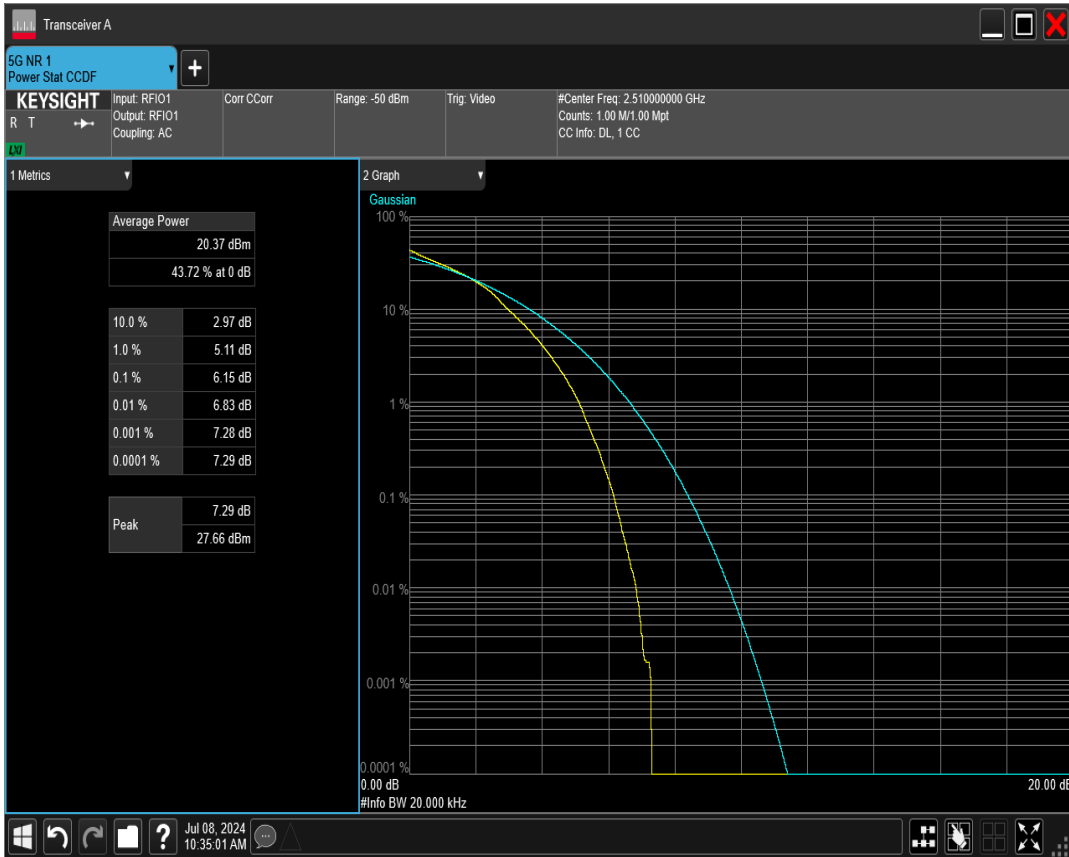 Transceiver A
5G NR 1
Power Stat CCDF
+
KEYSIGHT
R T
LXI
Input: RFIO1
Output: RFIO1
Coupling: AC
Corr CCorr
Range: -50 dBm
Trig: Video
#Center Freq: 2.510000000 GHz
Counts: 1.00 M/1.00 Mpt
CC Info: DL, 1 CC
1 Metrics
Average Power
20.37 dBm
43.72 % at 0 dB
10.0 % 2.97 dB
1.0 % 5.11 dB
0.1 % 6.15 dB
0.01 % 6.83 dB
0.001 % 7.28 dB
0.0001 % 7.29 dB
Peak
7.29 dB
27.66 dBm
2 Graph
Gaussian
100 %
10 %
1 %
0.1 %
0.01 %
0.001 %
0.0001 %
0.00 dB 20.00 dB
#Info BW 20.000 kHz
?
Jul 08, 2024
10:35:01 AM